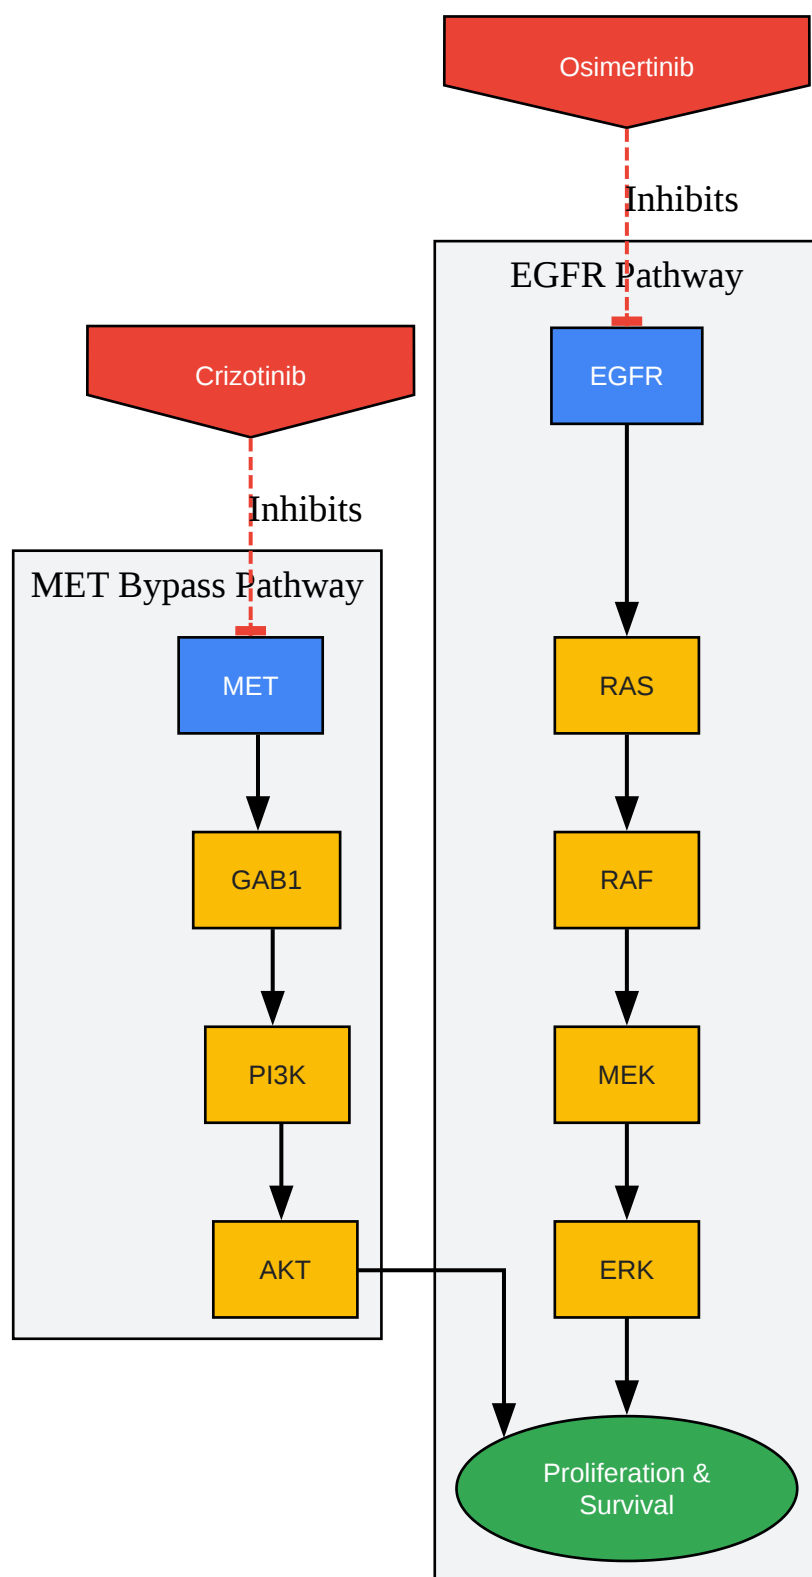 Osimertinib
Inhibits
EGFR Pathway
EGFR
Crizotinib
Inhibits
MET Bypass Pathway
MET
RAS
GAB1
RAF
PI3K
MEK
AKT
ERK
Proliferation &
Survival